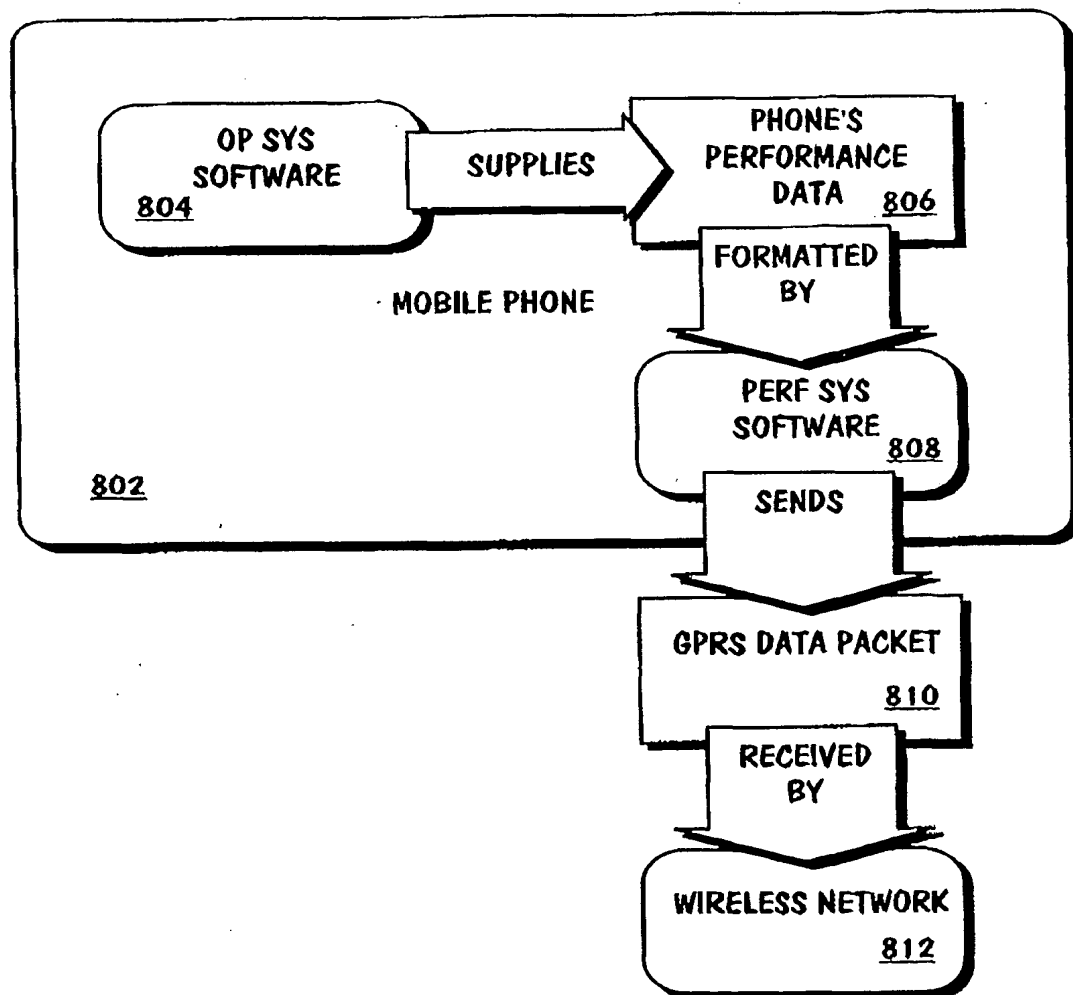 OP SYS
SOFTWARE
804
SUPPLIES
PHONE'S
PERFORMANCE
DATA
806
FORMATTED
BY
MOBILE PHONE
PERF SYS
SOFTWARE
808
802
SENDS
GPRS DATA PACKET
810
RECEIVED
BY
WIRELESS NETWORK
812